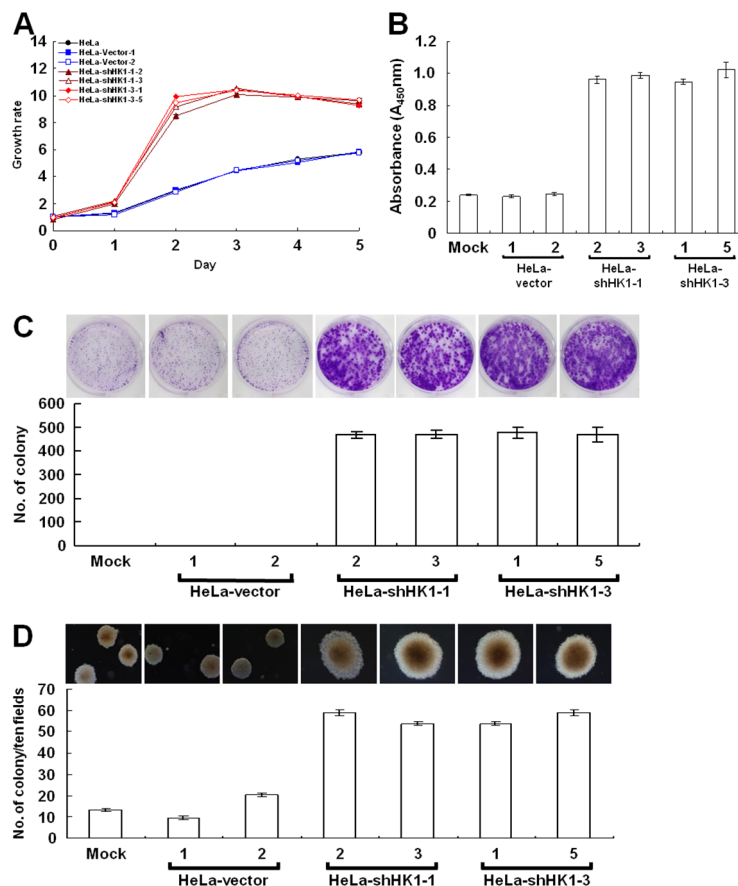 A
HeLa
HeLa-Vector-1
HeLa-Vector-2
HeLa-shHK1-1-2
HeLa-shHK1-1-3
HeLa-shHK1-3-1
HeLa-shHK1-3-5
14
12
10
8
6
4
2
0
Growth rate
0 1 2 3 4 5
Day
B
1.2
1.0
0.8
0.6
0.4
0.2
0
Absorbance (A450nm)
Mock 1 2 2 3 1 5
HeLa-vector
HeLa-shHK1-1
HeLa-shHK1-3
C
600
500
400
300
200
100
0
No. of colony
Mock 1 2 2 3 1 5
HeLa-vector HeLa-shHK1-1 HeLa-shHK1-3
D
70
60
50
40
30
20
10
0
No. of colony/ten fields
Mock 1 2 2 3 1 5
HeLa-vector HeLa-shHK1-1 HeLa-shHK1-3